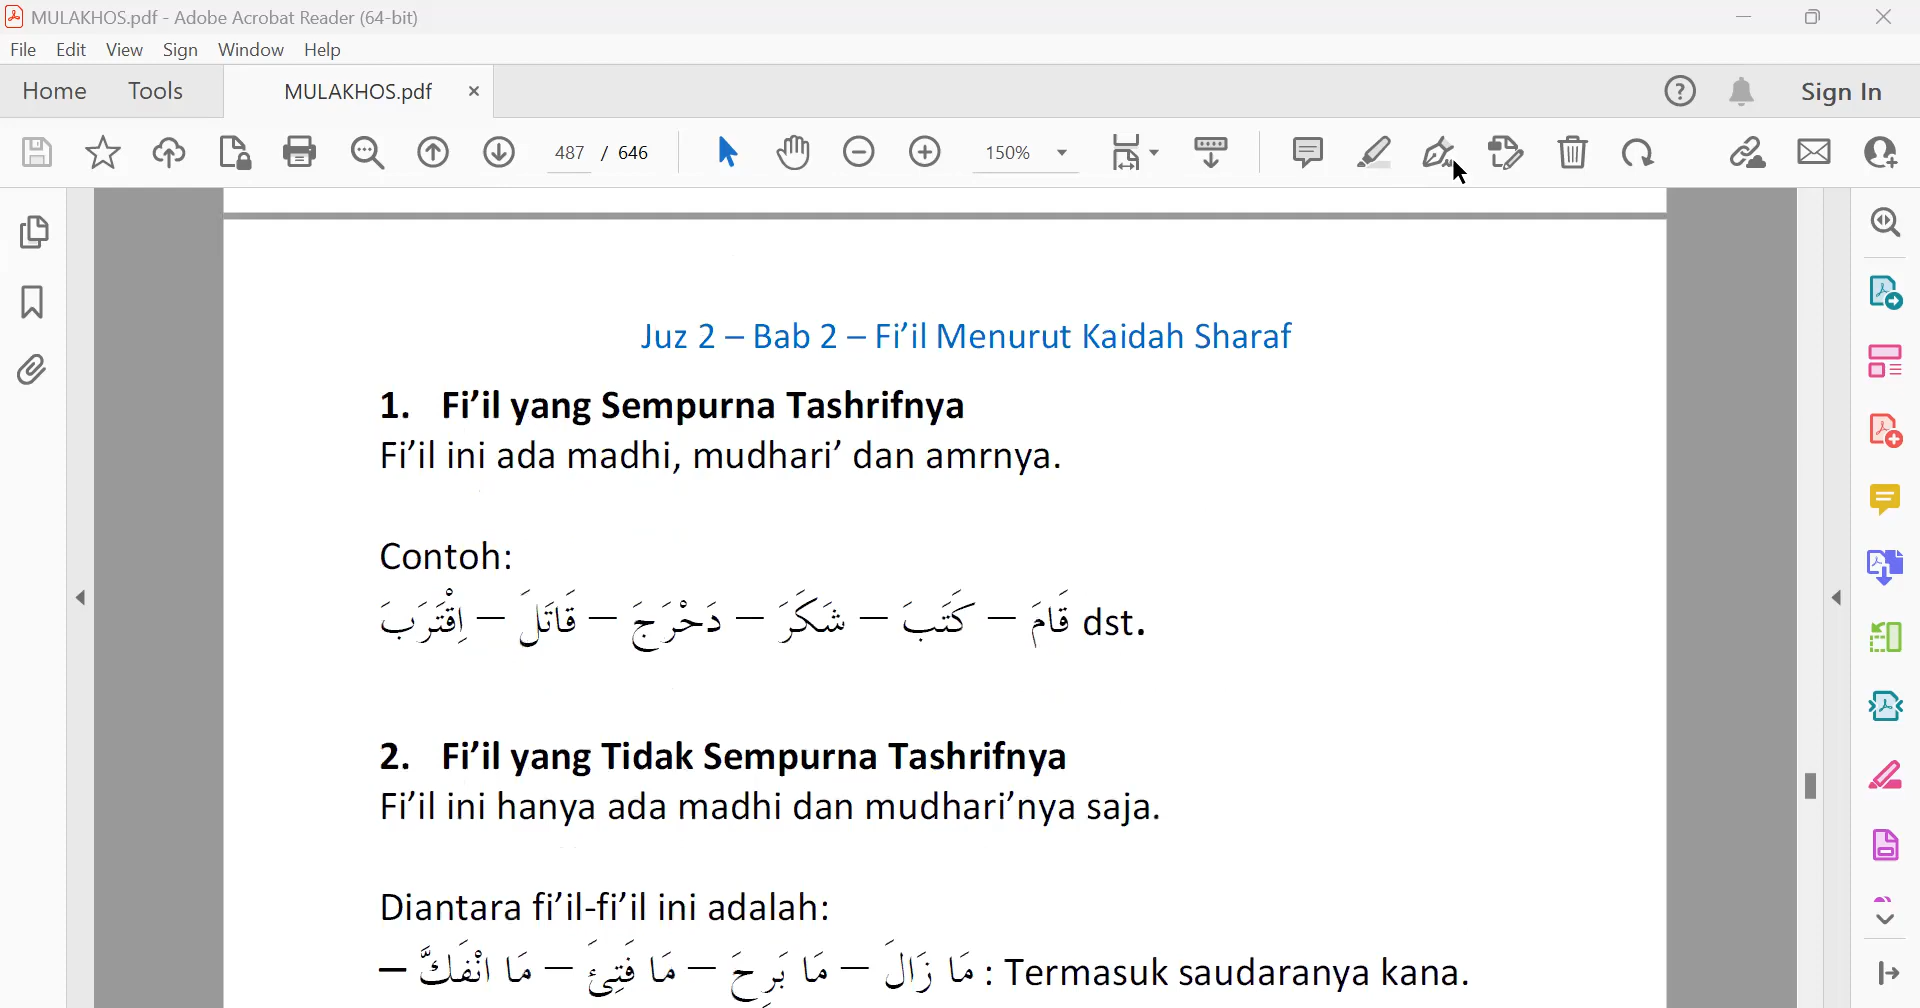 MULAKHOS.pdf - Adobe Acrobat Reader (64-bit)
File Edit View Sign Window Help
Home Tools MULAKHOS.pdf × Sign In
487 / 646 150%
Juz 2 – Bab 2 – Fi’il Menurut Kaidah Sharaf
1. Fi’il yang Sempurna Tashrifnya
Fi’il ini ada madhi, mudhari’ dan amrnya.
Contoh:
قَامَ – كَتَبَ – شَكَرَ – دَحْرَجَ – قَاتَلَ – اِقْتَرَبَ dst.
2. Fi’il yang Tidak Sempurna Tashrifnya
Fi’il ini hanya ada madhi dan mudhari’nya saja.
Diantara fi’il-fi’il ini adalah:
مَا زَالَ – مَا بَرِحَ – مَا فَتِئَ – مَا انْفَكَّ – : Termasuk saudaranya kana.